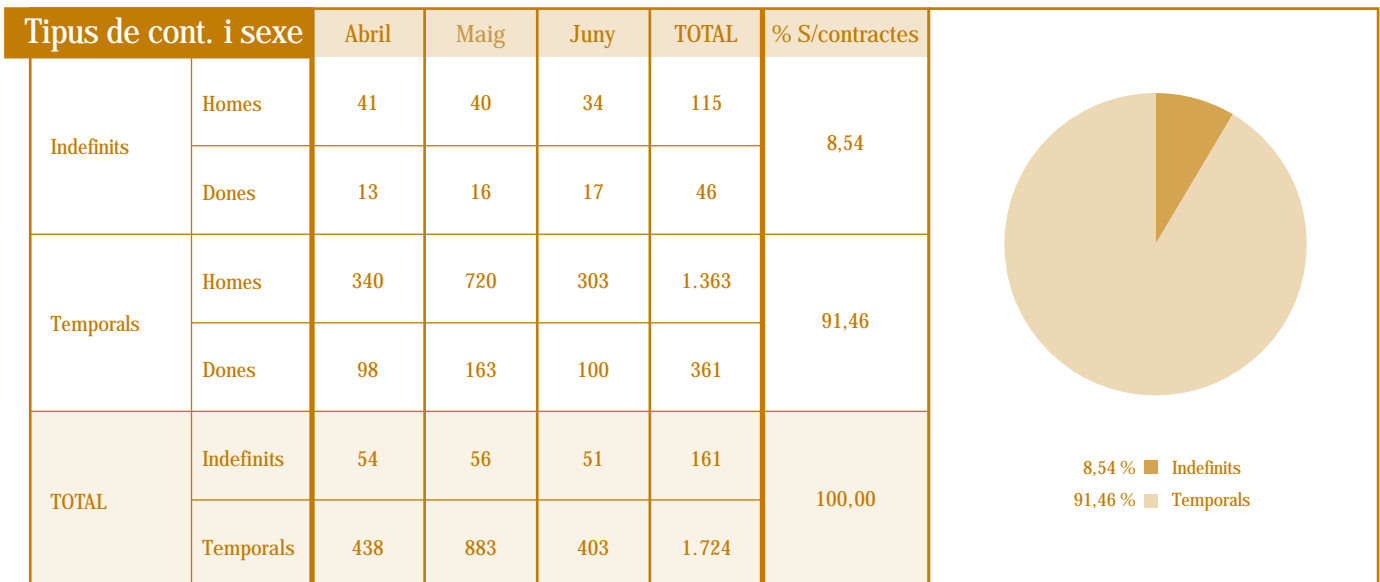 Tipus de cont. i sexe Abril Maig Juny TOTAL % S/contractes
Indefinits
Homes 41 40 34 115
8,54
Dones 13 16 17 46
Temporals
Homes 340 720 303 1.363
91,46
Dones 98 163 100 361
TOTAL
Indefinits 54 56 51 161
100,00
Temporals 438 883 403 1.724
8,54 % Indefinits
91,46 % Temporals